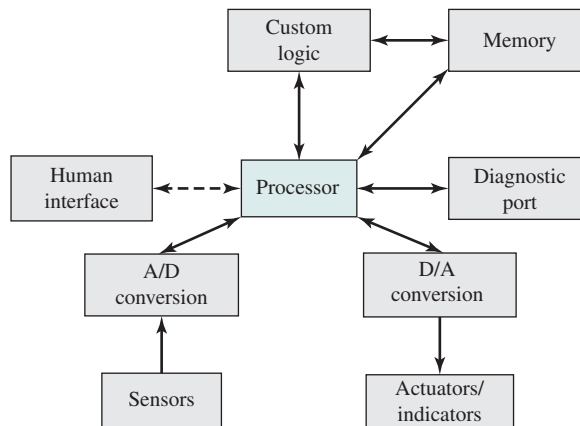 Custom
logic
Memory
Human
interface
Processor
Diagnostic
port
A/D
conversion
D/A
conversion
Sensors
Actuators/
indicators